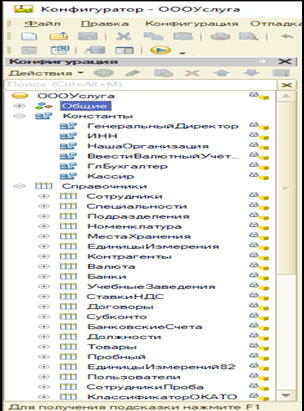 Конфигуратор - ОООУслуга
Файл Правка Конфигурация Отладка
Конфигурация
Действия
Поиск (Ctrl+Alt+M)
ОООУслуга
Общие
Константы
ГенеральныйДиректор
ИНН
НашаОрганизация
ВвестиВалютныйУчёт...
ГлБухгалтер
Кассир
Справочники
Сотрудники
Специальности
Подразделения
Номенклатура
МестаХранения
ЕдиницыИзмерения
Контрагенты
Валюта
Банки
УчебныеЗаведения
СтавкиНДС
Договоры
Субконто
БанковскиеСчета
Должности
Товары
Пробный
ЕдиницыИзмерений82
Пользователи
СотрудникиПроба
КлассификаторОКАТО
Для получения подсказки нажмите F1